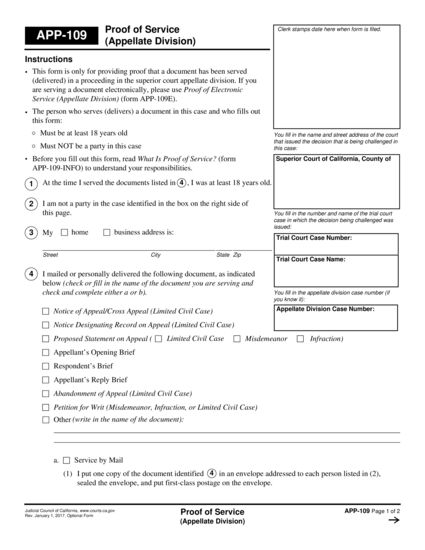 APP-109
Proof of Service
(Appellate Division)
Clerk stamps date here when form is filed.
Instructions
• This form is only for providing proof that a document has been served
(delivered) in a proceeding in the superior court appellate division. If you
are serving a document electronically, please use Proof of Electronic
Service (Appellate Division) (form APP-109E).
• The person who serves (delivers) a document in this case and who fills out
this form:
○ Must be at least 18 years old
○ Must NOT be a party in this case
• Before you fill out this form, read What Is Proof of Service? (form
APP-109-INFO) to understand your responsibilities.
You fill in the name and street address of the court
that issued the decision that is being challenged in
this case:
Superior Court of California, County of
1 At the time I served the documents listed in 4, I was at least 18 years old.
2 I am not a party in the case identified in the box on the right side of
this page.
You fill in the number and name of the trial court
case in which the decision being challenged was
issued:
Trial Court Case Number:
Trial Court Case Name:
3 My □ home □ business address is:
Street City State Zip
You fill in the appellate division case number (if
you know it):
Appellate Division Case Number:
4 I mailed or personally delivered the following document, as indicated
below (check or fill in the name of the document you are serving and
check and complete either a or b).
□ Notice of Appeal/Cross Appeal (Limited Civil Case)
□ Notice Designating Record on Appeal (Limited Civil Case)
□ Proposed Statement on Appeal ( □ Limited Civil Case □ Misdemeanor □ Infraction)
□ Appellant's Opening Brief
□ Respondent's Brief
□ Appellant's Reply Brief
□ Abandonment of Appeal (Limited Civil Case)
□ Petition for Writ (Misdemeanor, Infraction, or Limited Civil Case)
□ Other (write in the name of the document):
a. □ Service by Mail
(1) I put one copy of the document identified 4 in an envelope addressed to each person listed in (2),
sealed the envelope, and put first-class postage on the envelope.
Judicial Council of California, www.courts.ca.gov
Rev. January 1, 2017, Optional Form
Proof of Service
(Appellate Division)
APP-109 Page 1 of 2
→